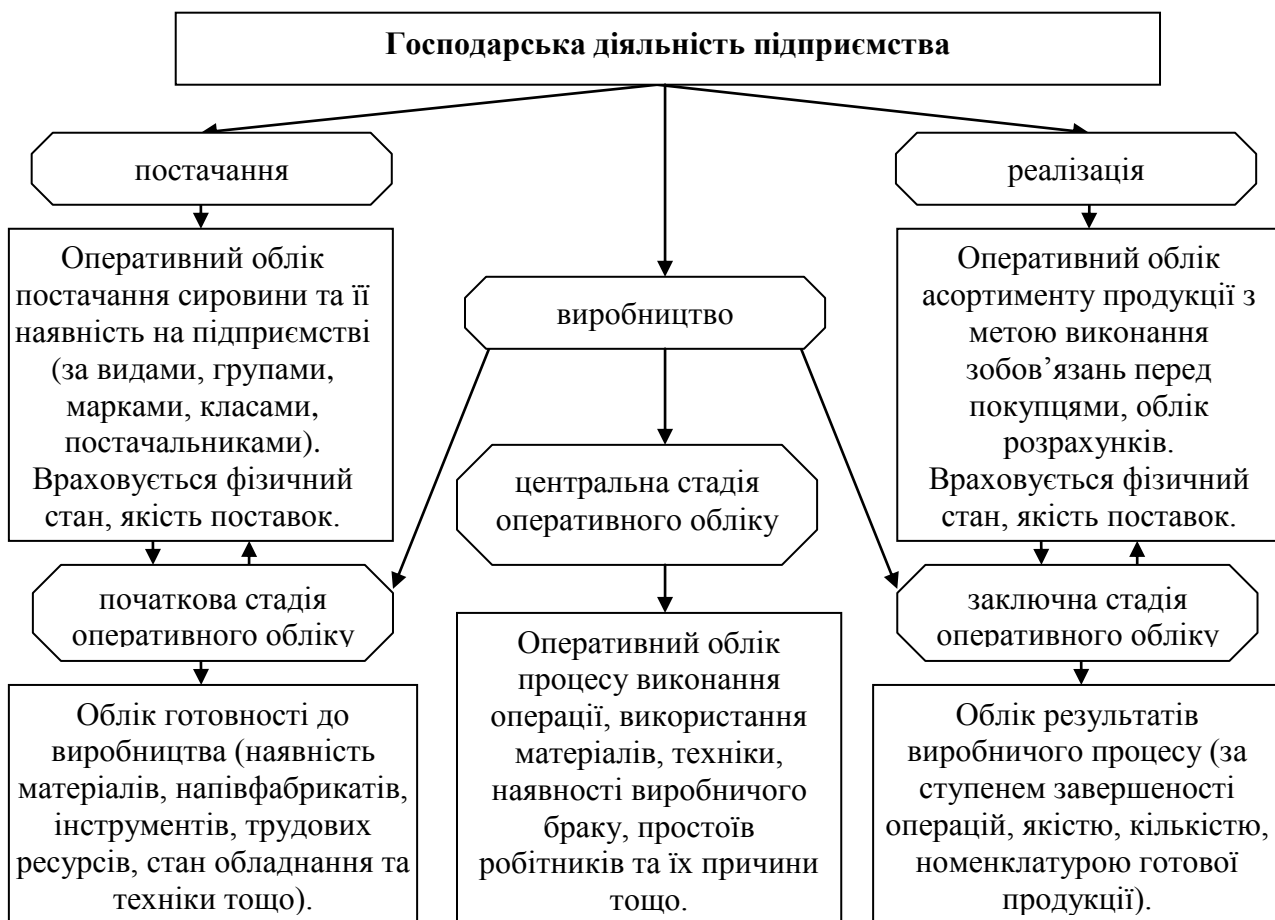 Господарська діяльність підприємства
постачання
реалізація
Оперативний облік
постачання сировини та її
наявність на підприємстві
(за видами, групами,
марками, класами,
постачальниками).
Враховується фізичний
стан, якість поставок.
виробництво
Оперативний облік
асортименту продукції з
метою виконання
зобов’язань перед
покупцями, облік
розрахунків.
Враховується фізичний
стан, якість поставок.
центральна стадія
оперативного обліку
початкова стадія
оперативного обліку
заключна стадія
оперативного обліку
Облік готовності до
виробництва (наявність
матеріалів, напівфабрикатів,
інструментів, трудових
ресурсів, стан обладнання та
техніки тощо).
Оперативний облік
процесу виконання
операції, використання
матеріалів, техніки,
наявності виробничого
браку, простоїв
робітників та їх причини
тощо.
Облік результатів
виробничого процесу (за
ступенем завершеності
операцій, якістю, кількістю,
номенклатурою готової
продукції).